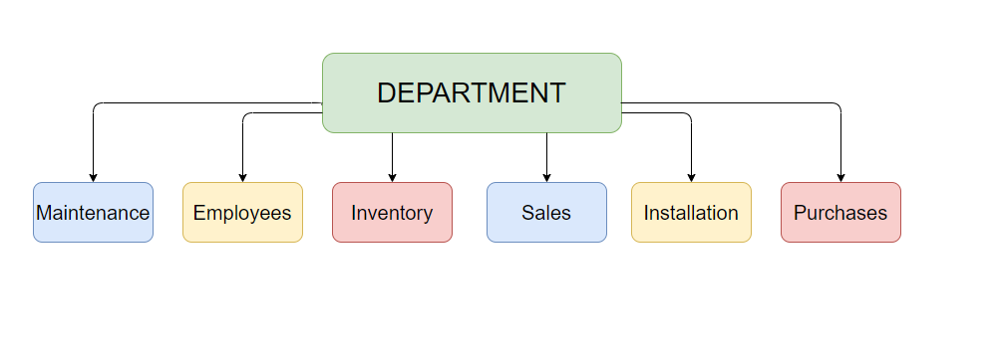 DEPARTMENT
Maintenance
Employees
Inventory
Sales
Installation
Purchases